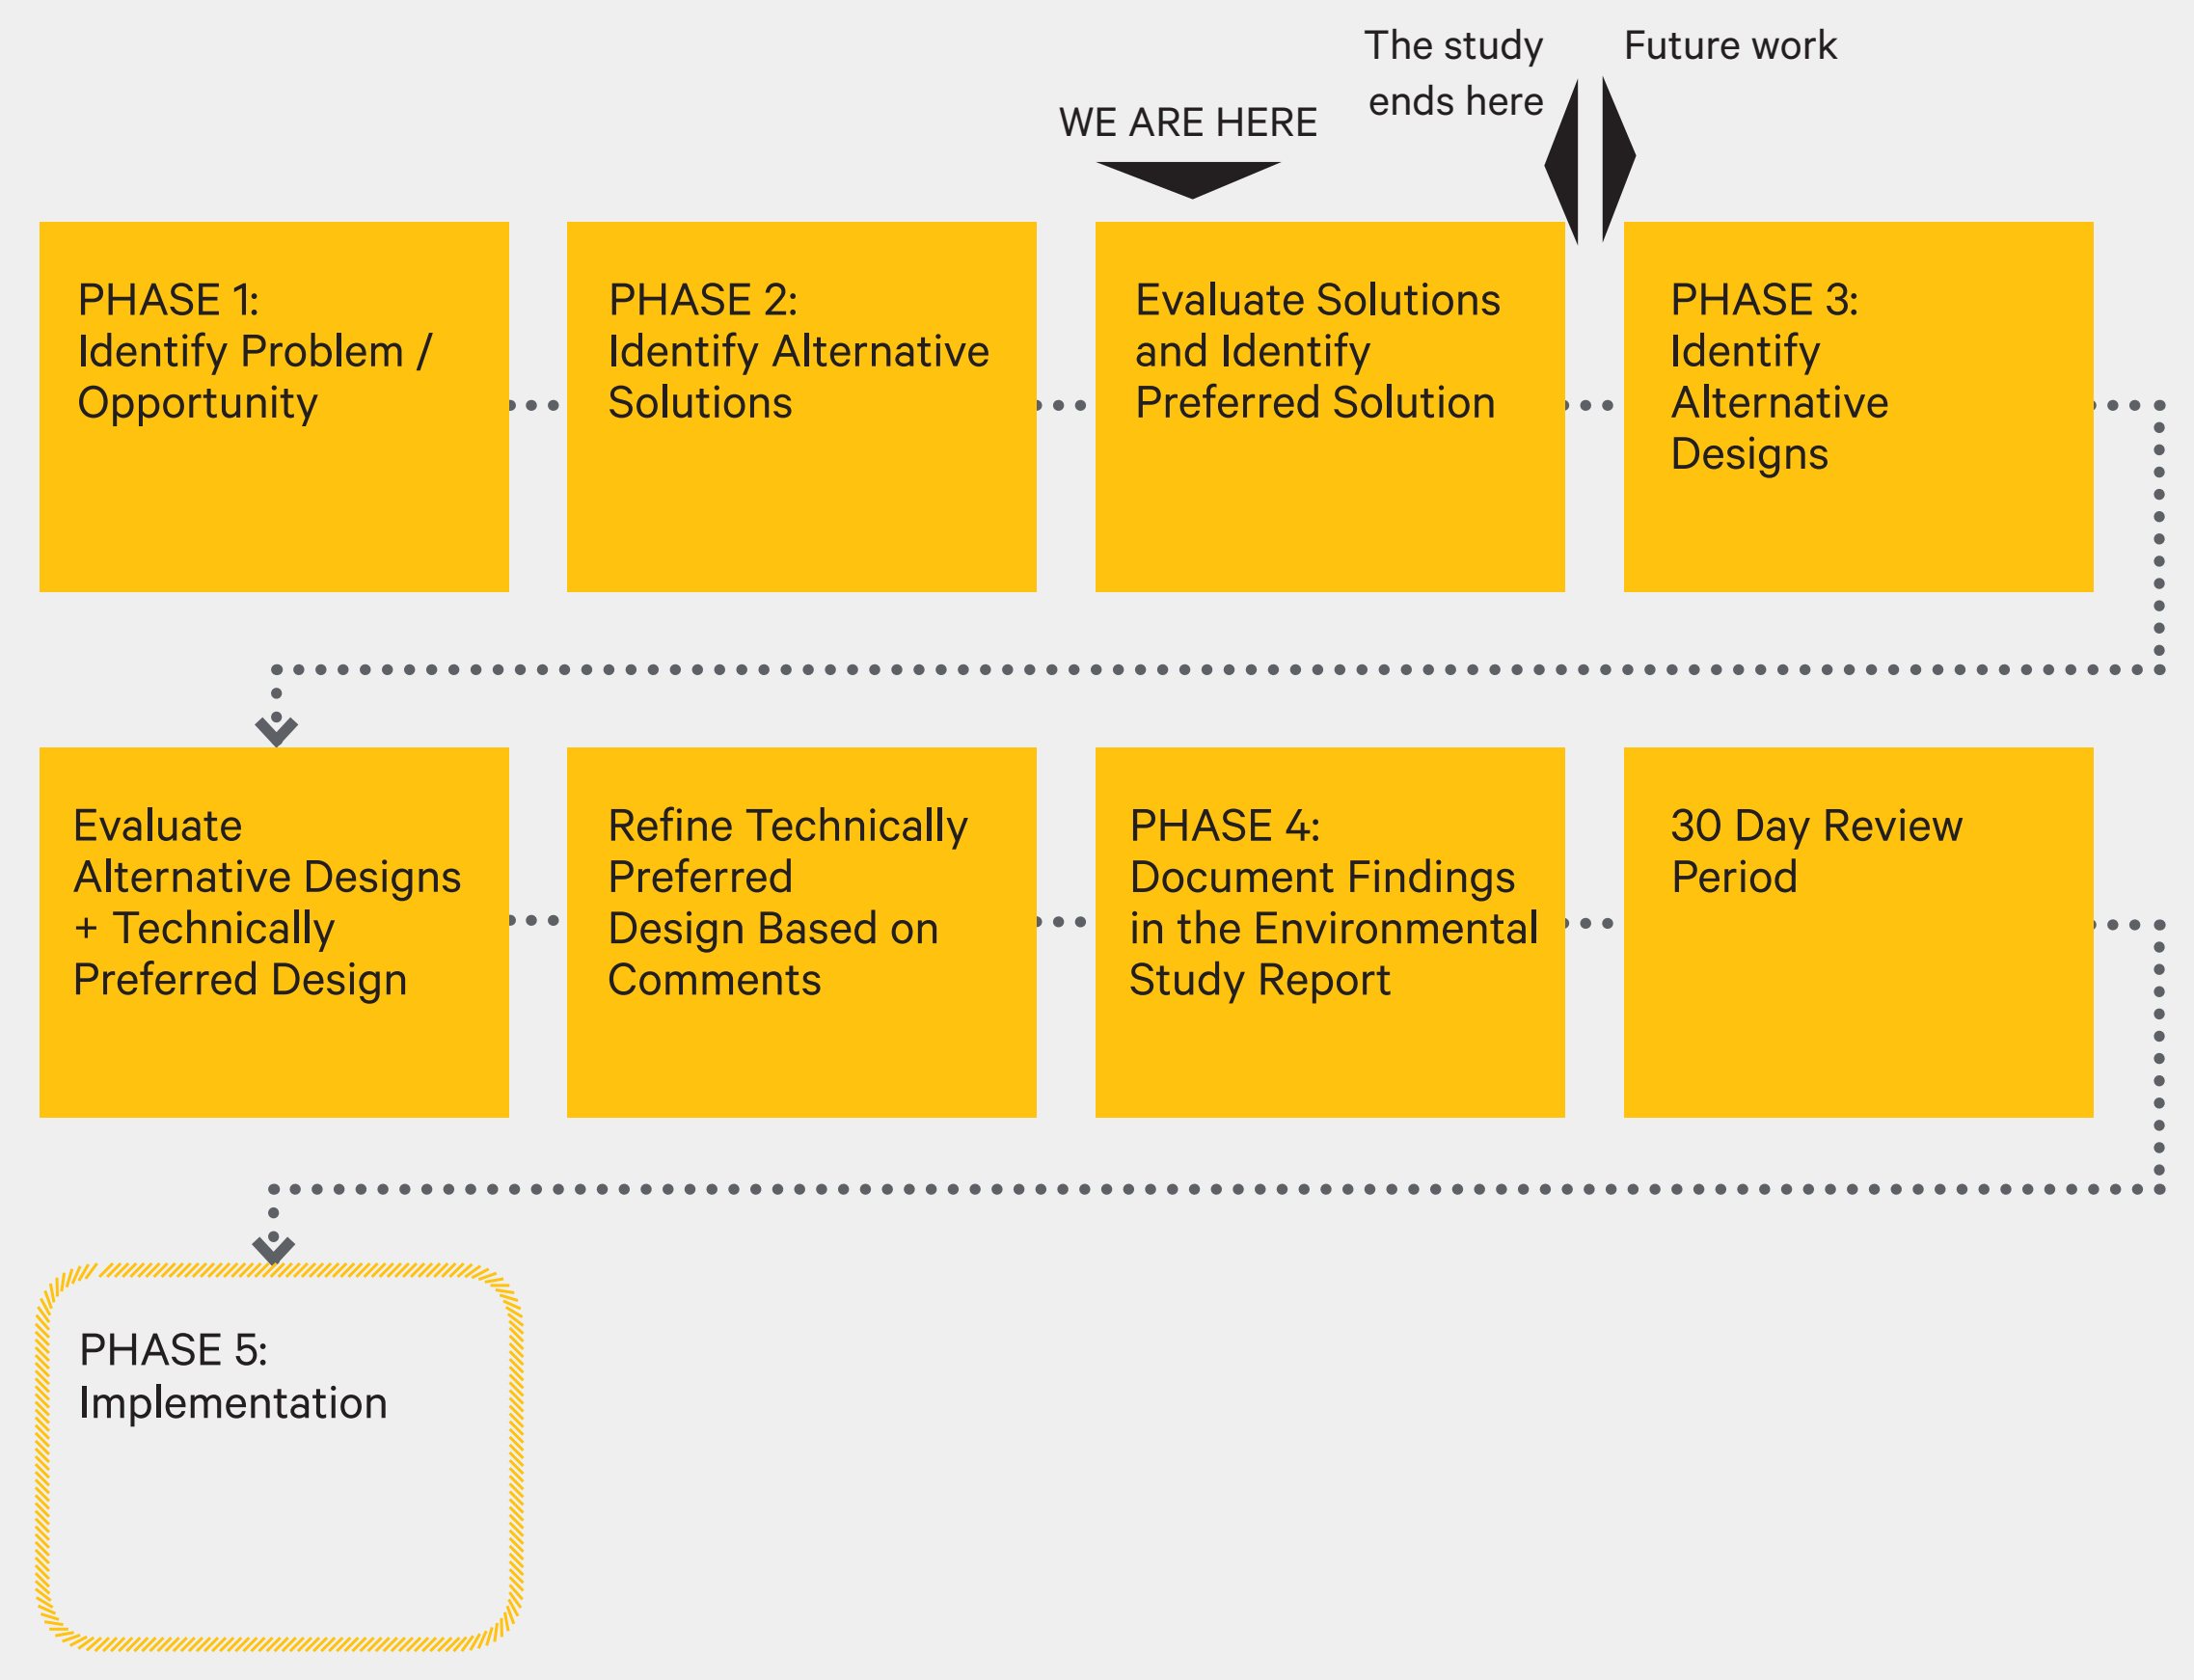 The study
ends here
Future work
WE ARE HERE
PHASE 1:
Identify Problem /
Opportunity
PHASE 2:
Identify Alternative
Solutions
Evaluate Solutions
and Identify
Preferred Solution
PHASE 3:
Identify
Alternative
Designs
Evaluate
Alternative Designs
+ Technically
Preferred Design
Refine Technically
Preferred
Design Based on
Comments
PHASE 4:
Document Findings
in the Environmental
Study Report
30 Day Review
Period
PHASE 5:
Implementation